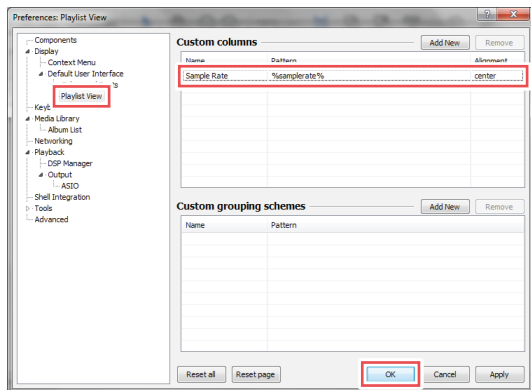 Preferences: Playlist View
Components
Display
Context Menu
Default User Interface
Playlist View
Media Library
Album List
Networking
Playback
DSP Manager
Output
ASIO
Shell Integration
Tools
Advanced
Custom columns
Add New
Remove
Name Pattern Alignment
Sample Rate %samplerate% center
Custom grouping schemes
Add New
Remove
Name Pattern
Reset all
Reset page
OK
Cancel
Apply